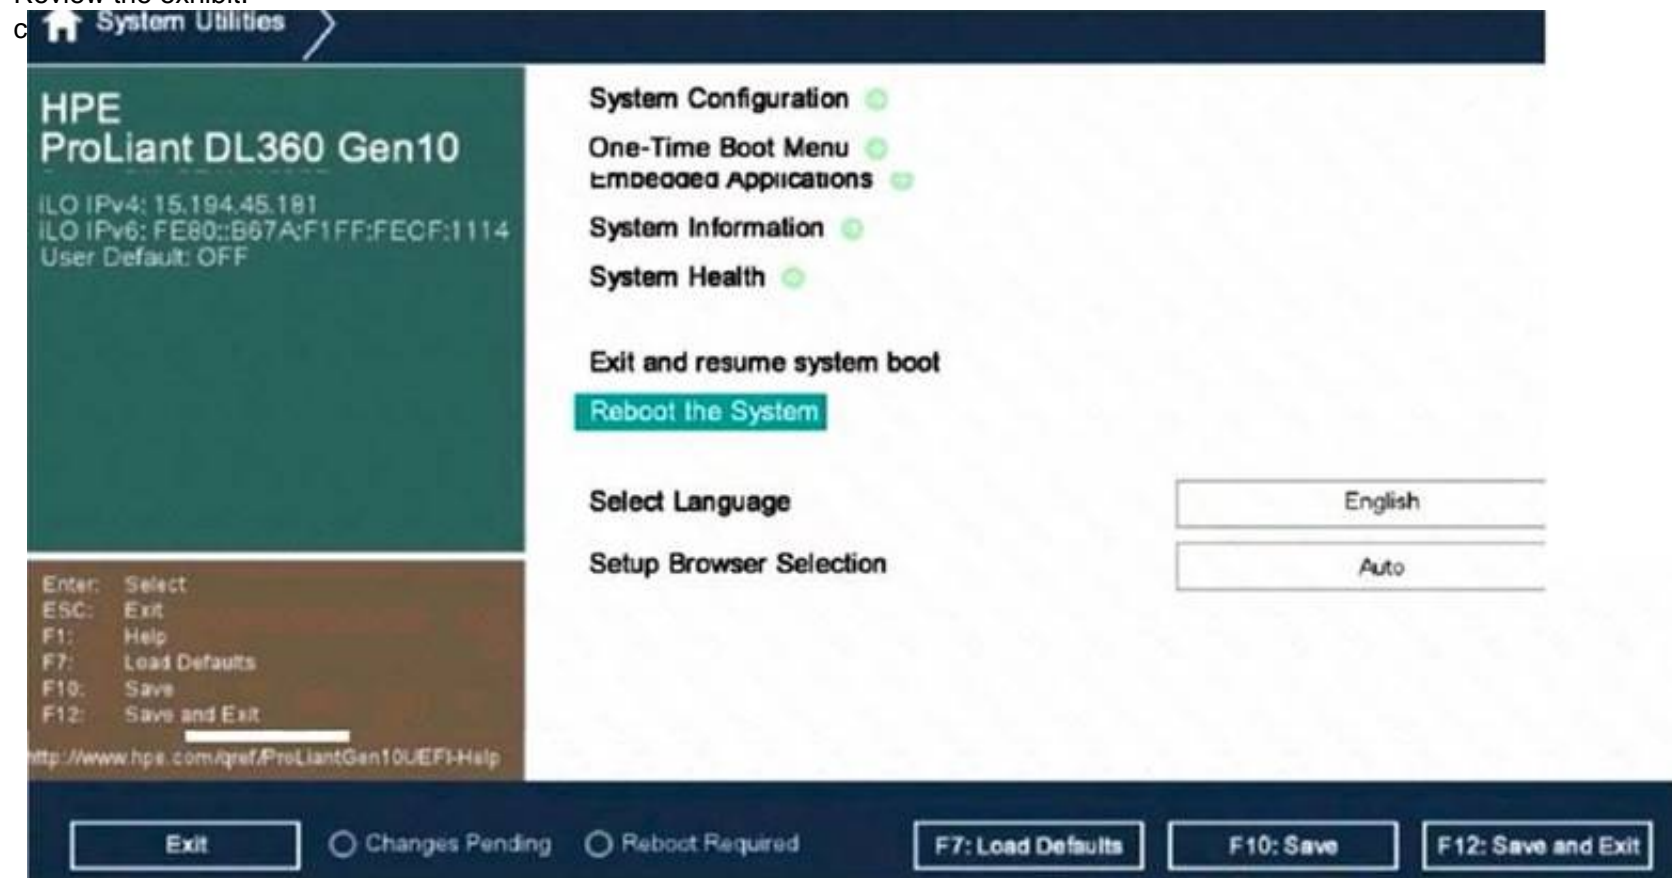 Review the exhibit.
c
System Utilities
HPE
ProLiant DL360 Gen10
iLO IPv4: 15.194.45.181
iLO IPv6: FE80::B67A:F1FF:FECF:1114
User Default: OFF
System Configuration
One-Time Boot Menu
Embedded Applications
System Information
System Health
Exit and resume system boot
Reboot the System
Select Language English
Setup Browser Selection Auto
Enter: Select
ESC: Exit
F1: Help
F7: Load Defaults
F10: Save
F12: Save and Exit
http://www.hpe.com/qref/ProLiantGen10UEFI-Help
Exit Changes Pending Reboot Required F7: Load Defaults F10: Save F12: Save and Exit